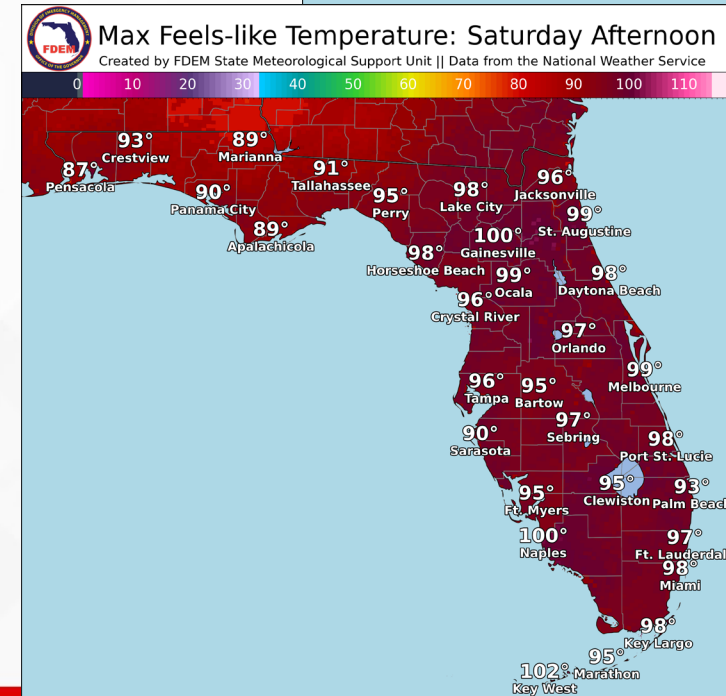 Max Feels-like Temperature: Saturday Afternoon
Created by FDEM State Meteorological Support Unit || Data from the National Weather Service
FDEM
0 10 20 30 40 50 60 70 80 90 100 110
93°
Crestview
89°
Marianna
87°
Pensacola
91°
Tallahassee
90°
Panama City
95°
Perry
98°
Lake City
96°
Jacksonville
89°
Apalachicola
99°
St. Augustine
100°
Gainesville
98°
Horseshoe Beach
99°
Ocala
98°
Daytona Beach
96°
Crystal River
97°
Orlando
99°
Melbourne
96°
Tampa
95°
Bartow
97°
Sebring
90°
Sarasota
98°
Port St. Lucie
95°
Ft. Myers
95°
Clewiston
93°
Palm Beac
100°
Naples
97°
Ft. Lauderdal
98°
Miami
98°
Key Largo
95°
Marathon
102°
Key West